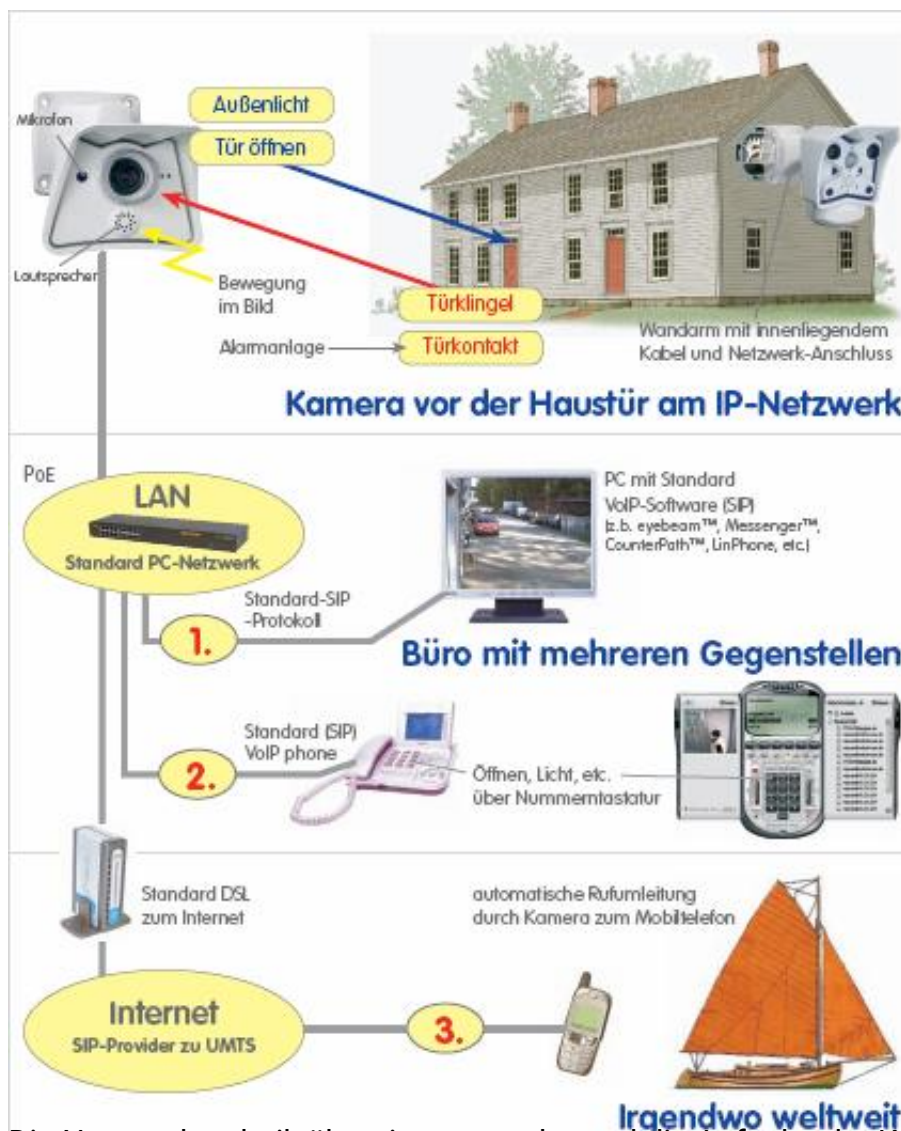 Außenlicht
Mikrofon
Tür öffnen
Lautsprecher
Bewegung
im Bild
Türklingel
Alarmanlage
Türkontakt
Wandarm mit innenliegendem
Kabel und Netzwerk-Anschluss
Kamera vor der Haustür am IP-Netzwerk
PoE
LAN
Standard PC-Netzwerk
PC mit Standard
VoIP-Software (SIP)
(z.b. eyebeam™, Messenger™,
CounterPath™, LinPhone, etc.)
Standard-SIP
-Protokoll
1.
Büro mit mehreren Gegenstellen
Standard (SIP)
VoIP phone
2.
Öffnen, Licht, etc.
über Nummerntastatur
Standard DSL
zum Internet
automatische Rufumleitung
durch Kamera zum Mobiltelefon
Internet
SIP-Provider zu UMTS
3.
Irgendwo weltweit